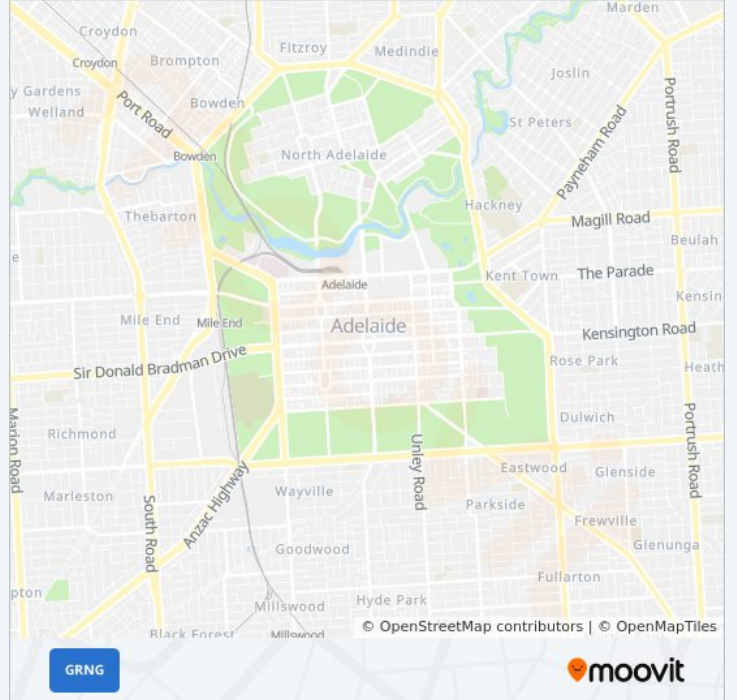 Marden
Croydon
Fitzroy
Medindie
Croydon
Brompton
Joslin
y Gardens
Port Road
Bowden
Portrush Road
Welland
St Peters
Payneham Road
Bowden
North Adelaide
Hackney
Thebarton
Magill Road
Beulah
e
Kent Town
The Parade
Adelaide
Kensin
Mile End
Mile End
Adelaide
Kensington Road
Sir Donald Bradman Drive
Rose Park
Heath
Marion Road
Richmond
Dulwich
Portrush Road
Unley Road
Eastwood
Glenside
Marleston
South Road
Anzac Highway
Wayville
Parkside
Frewville
Goodwood
Glenunga
Fullarton
pton
Millswood
Hyde Park
Black Forest
Millswood
© OpenStreetMap contributors | © OpenMapTiles
GRNG
moovit